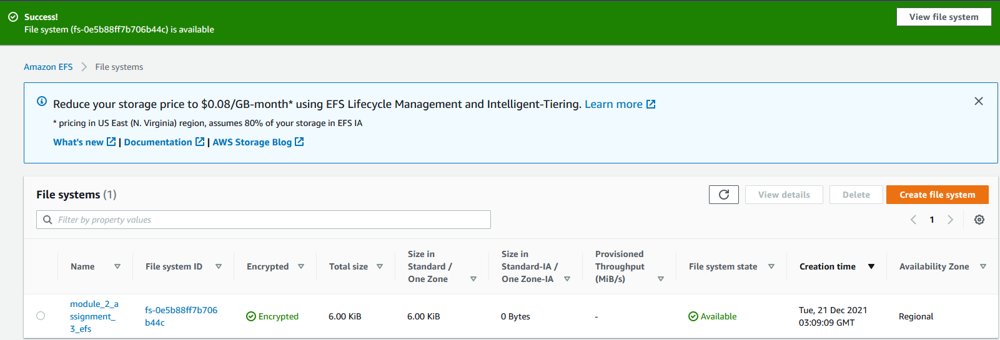 Success!
View file system
File system (fs-0e5b88ff7b706b44c) is available
Amazon EFS > File systems
Reduce your storage price to $0.08/GB-month* using EFS Lifecycle Management and Intelligent-Tiering. Learn more
* pricing in US East (N. Virginia) region, assumes 80% of your storage in EFS IA
What's new | Documentation | AWS Storage Blog
File systems (1)
View details
Delete
Create file system
Filter by property values
1
Name
File system ID
Encrypted
Total size
Size in
Standard /
One Zone
Size in
Standard-IA /
One Zone-IA
Provisioned
Throughput
(MiB/s)
File system state
Creation time
Availability Zone
module_2_a
ssignment_
3_efs
fs-0e5b88ff7b706
b44c
Encrypted
6.00 KiB
6.00 KiB
0 Bytes
-
Available
Tue, 21 Dec 2021
03:09:09 GMT
Regional